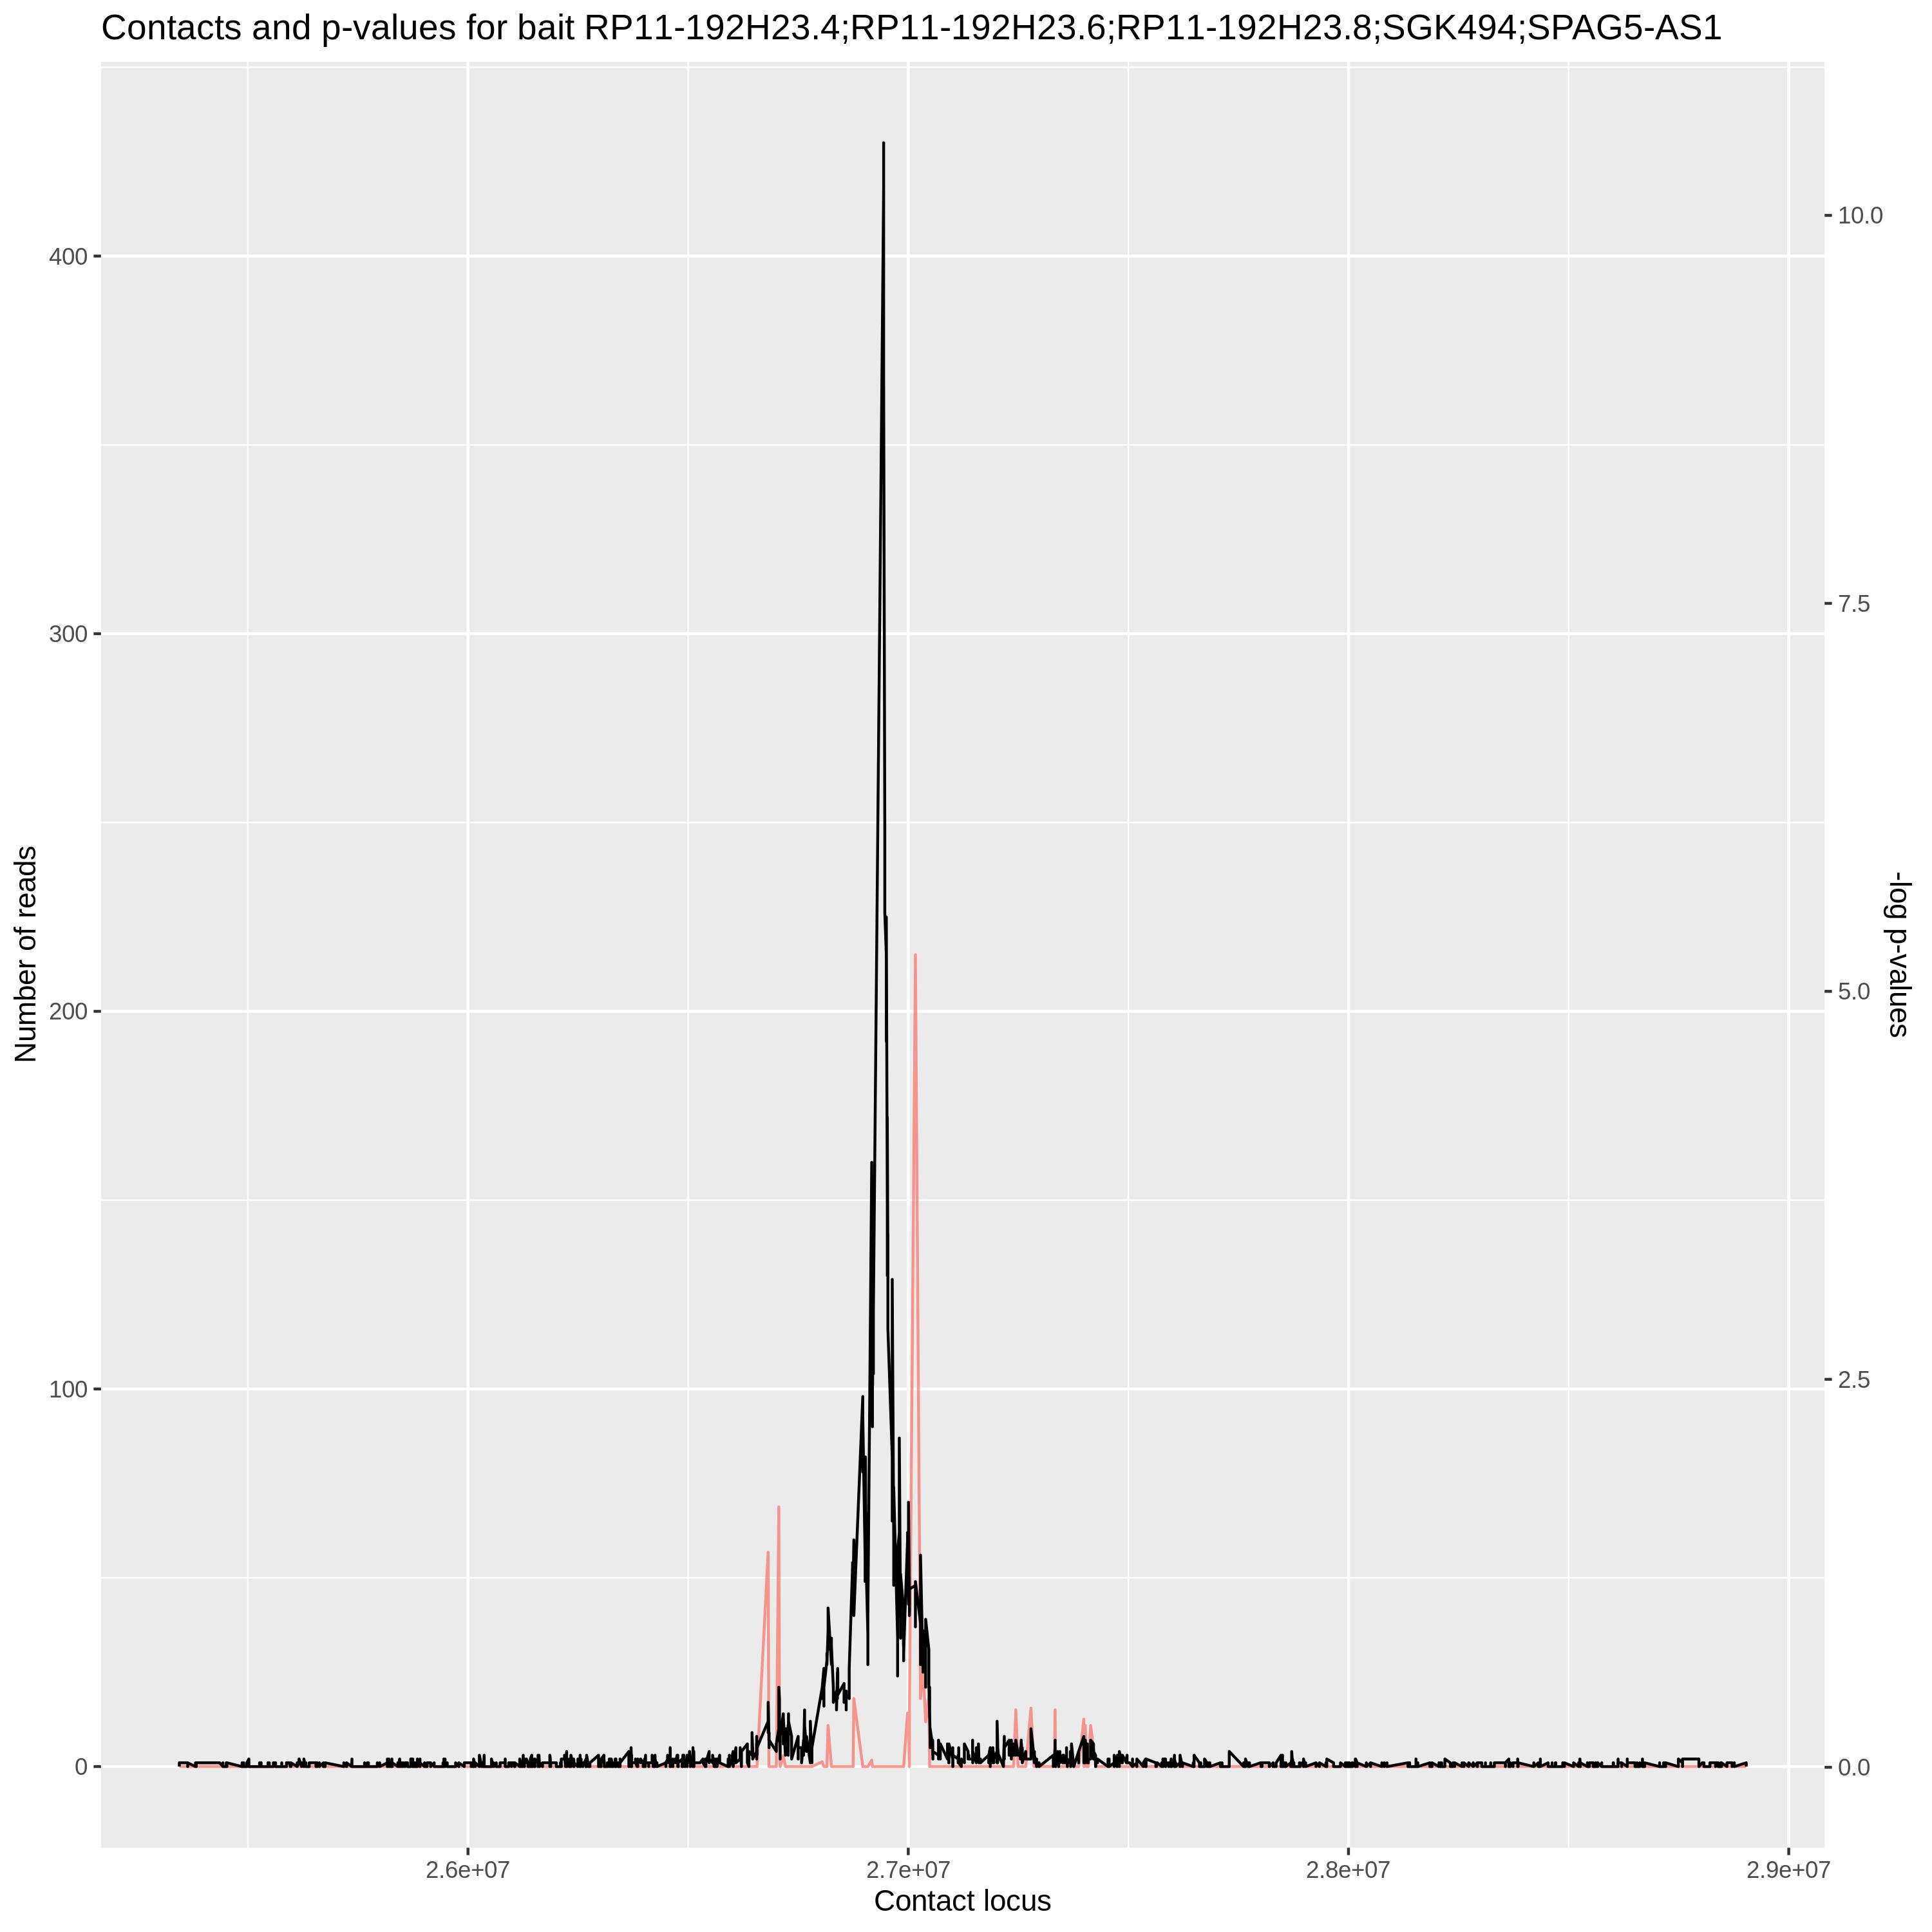 Contacts and p-values for bait RP11-192H23.4;RP11-192H23.6;RP11-192H23.8;SGK494;SPAG5-AS1
Number of reads
400
300
200
100
0
10.0
7.5
5.0
2.5
0.0
-log p-values
2.6e+07
2.7e+07
2.8e+07
2.9e+07
Contact locus